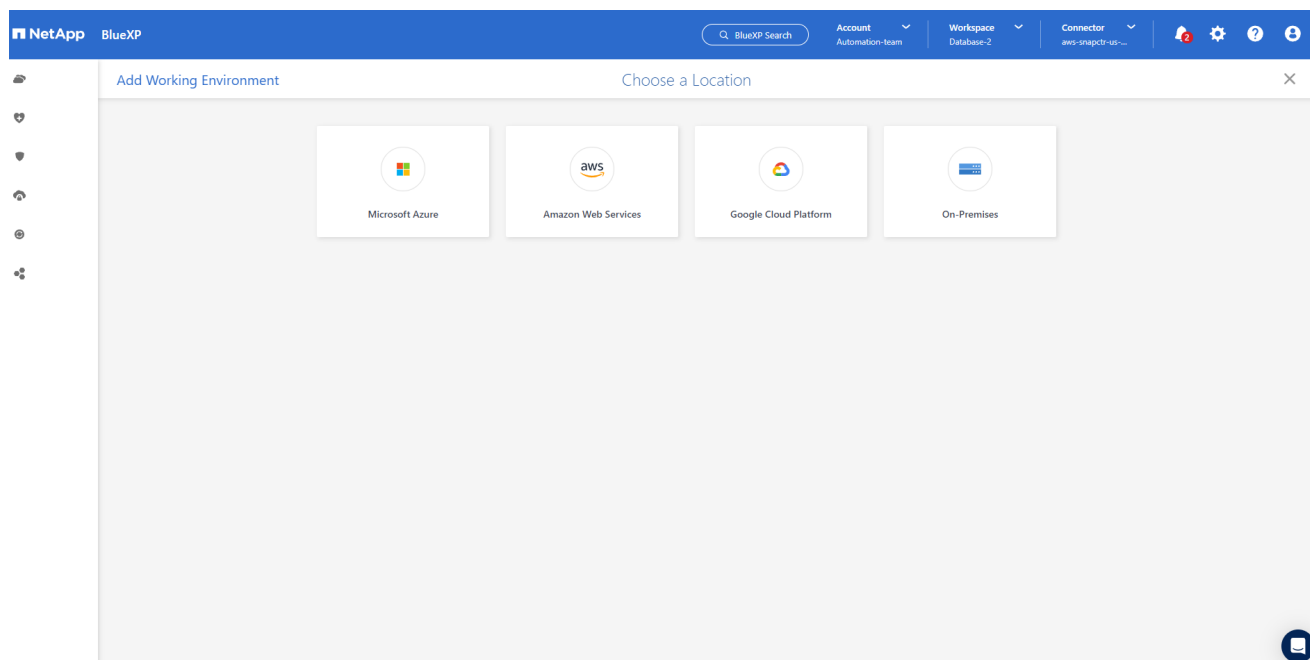 NetApp BlueXP
BlueXP Search
Account
Automation-team
Workspace
Database-2
Connector
aws-snapctr-us-...
2
Add Working Environment
Choose a Location
aws
Microsoft Azure
Amazon Web Services
Google Cloud Platform
On-Premises